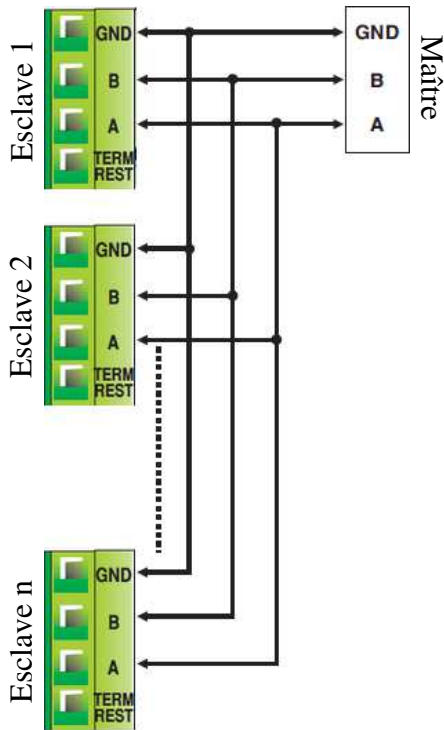 Esclave 1
GND
B
A
TERM
REST
GND
B
A
Maître
Esclave 2
GND
B
A
TERM
REST
Esclave n
GND
B
A
TERM
REST